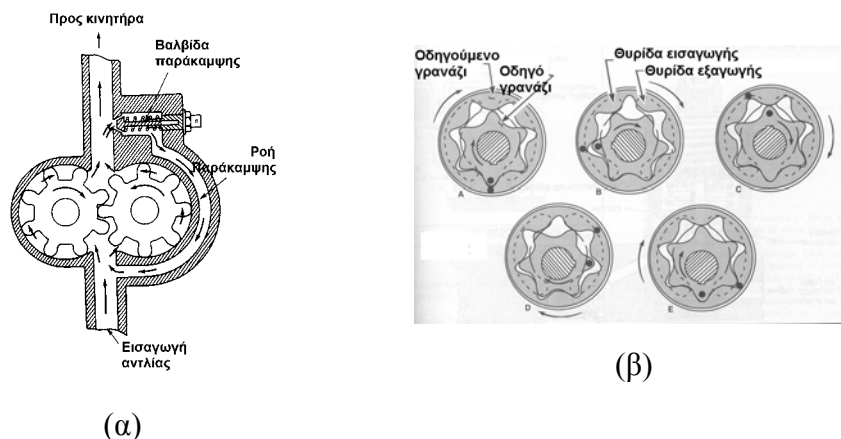 Προς κινητήρα
Βαλβίδα
παράκαμψης
Ροή
Παράκαμψης
Εισαγωγή
αντλίας
(α)
Οδηγούμενο
γρανάζι
Οδηγό
γρανάζι
Θυρίδα εισαγωγής
Θυρίδα εξαγωγής
A
B
C
D
E
(β)